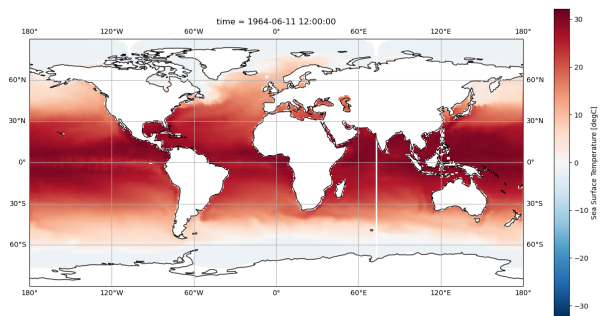 time = 1964-06-11 12:00:00
180° 120°W 60°W 0° 60°E 120°E 180°
60°N 60°N
30°N 30°N
0° 0°
30°S 30°S
60°S 60°S
180° 120°W 60°W 0° 60°E 120°E 180°
30
20
10
0
−10
−20
−30
Sea Surface Temperature [degC]